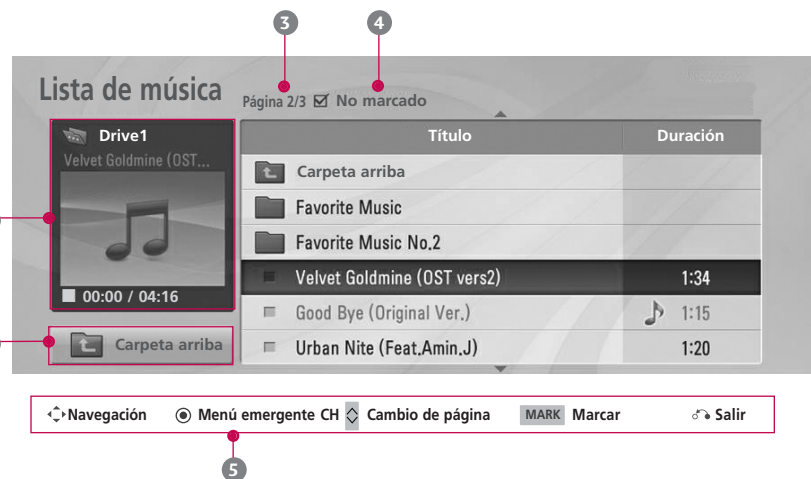 3 4
Lista de música
Página 2/3 No marcado
Drive1
Velvet Goldmine (OST...
00:00 / 04:16
Carpeta arriba
Título Duración
Carpeta arriba
Favorite Music
Favorite Music No.2
Velvet Goldmine (OST vers2) 1:34
Good Bye (Original Ver.) 1:15
Urban Nite (Feat.Amin.J) 1:20
Navegación Menú emergente CH Cambio de página MARK Marcar Salir
5